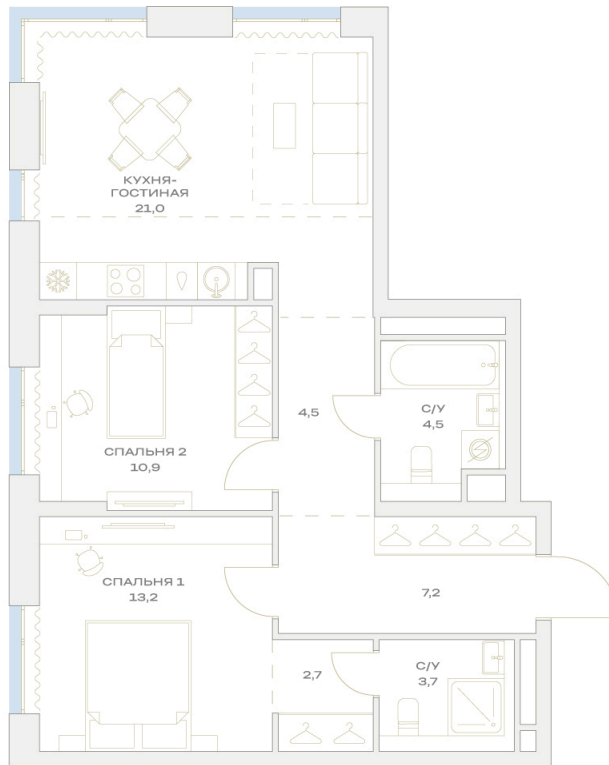 КУХНЯ-
ГОСТИНАЯ
21,0
4,5
С/У
4,5
СПАЛЬНЯ 2
10,9
СПАЛЬНЯ 1
13,2
7,2
2,7
С/У
3,7